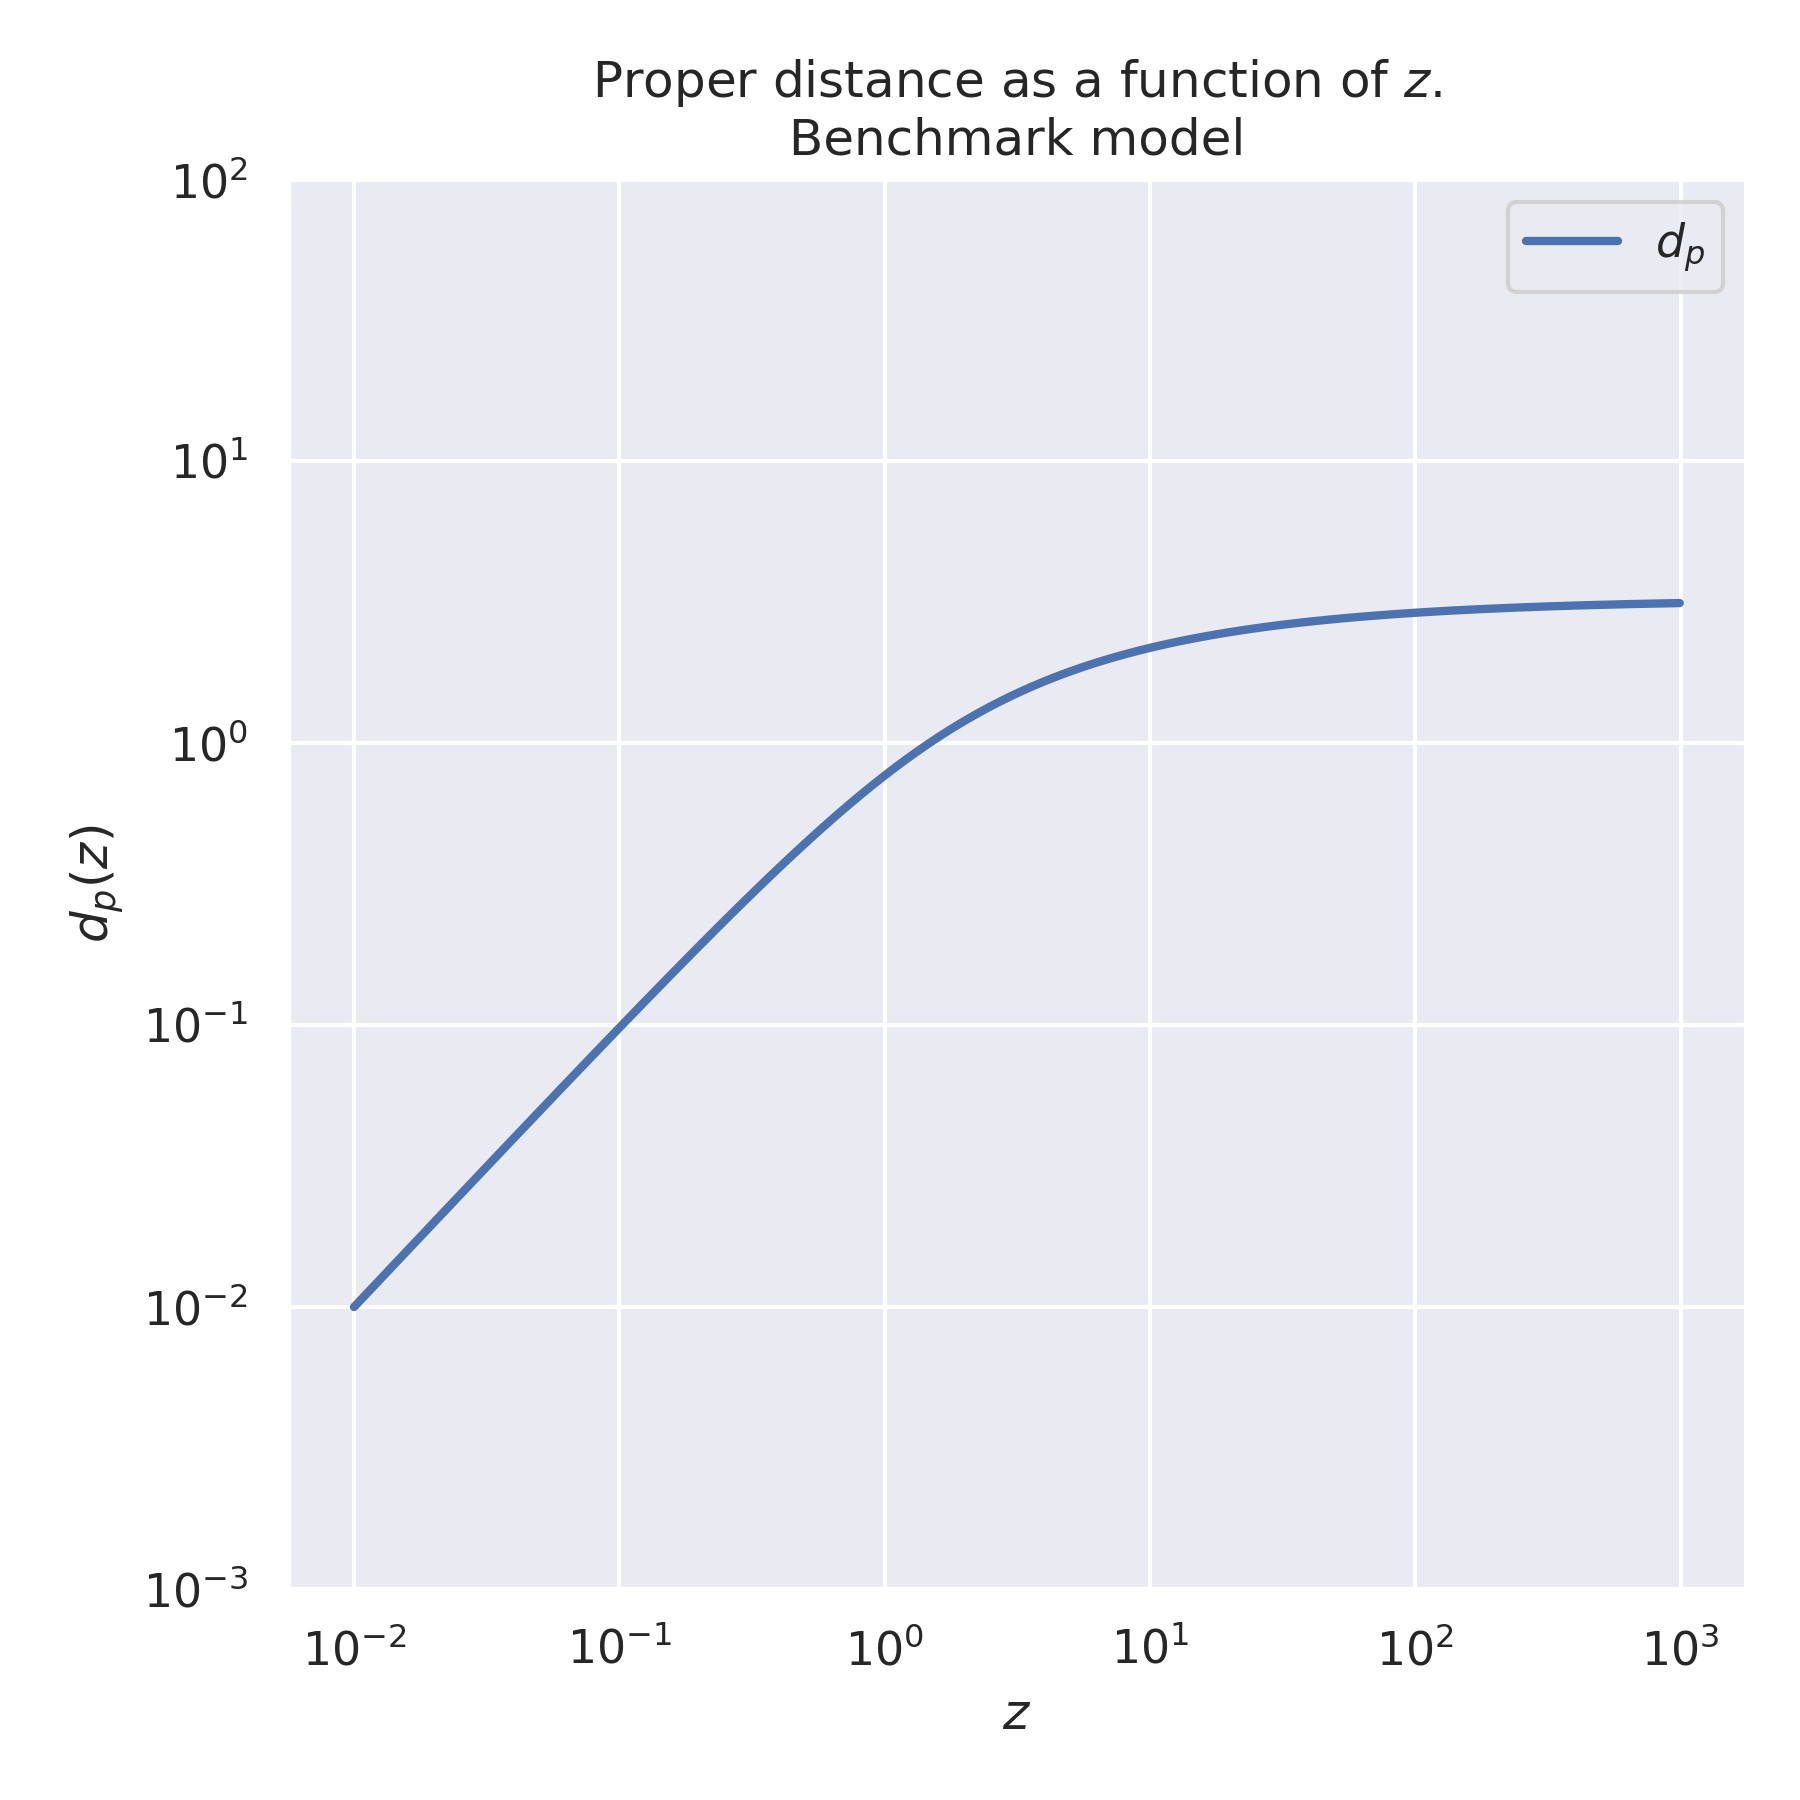 Proper distance as a function of z.
Benchmark model
d_p
10^2
10^1
10^0
10^−1
10^−2
10^−3
d_p(z)
10^−2 10^−1 10^0 10^1 10^2 10^3
z